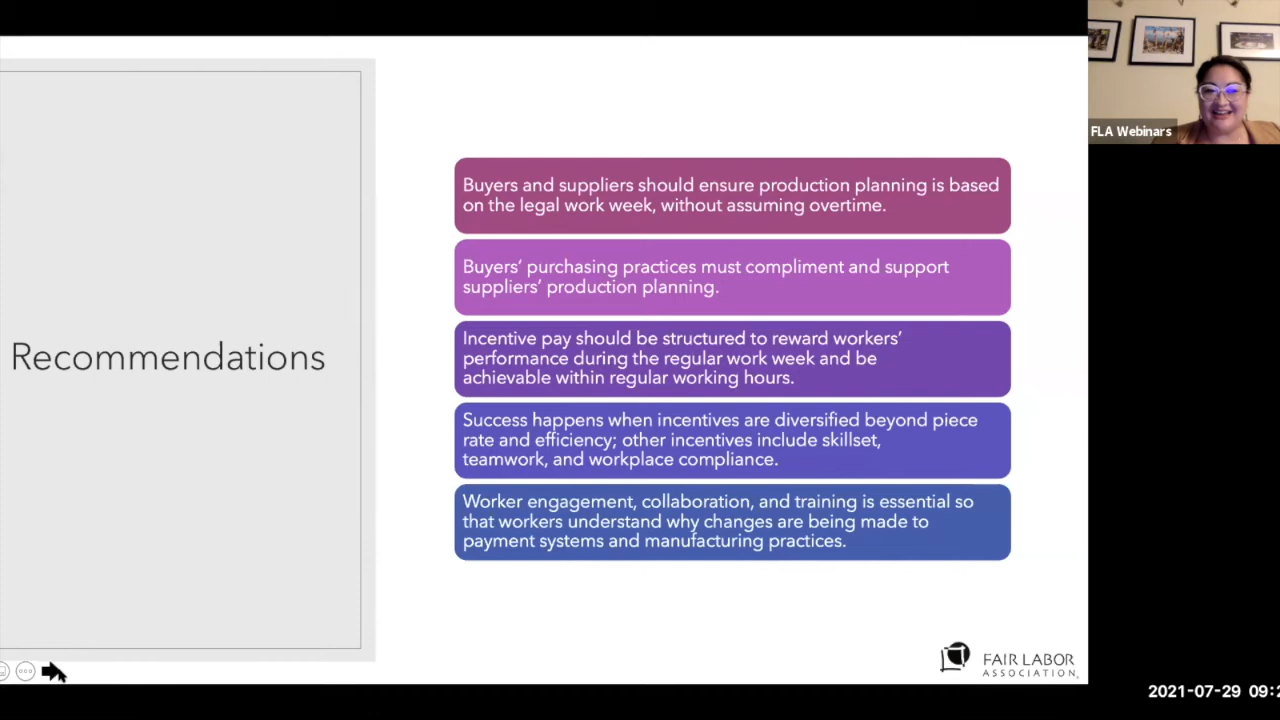 FLA Webinars
Recommendations
Buyers and suppliers should ensure production planning is based
on the legal work week, without assuming overtime.
Buyers’ purchasing practices must compliment and support
suppliers’ production planning.
Incentive pay should be structured to reward workers’
performance during the regular work week and be
achievable within regular working hours.
Success happens when incentives are diversified beyond piece
rate and efficiency; other incentives include skillset,
teamwork, and workplace compliance.
Worker engagement, collaboration, and training is essential so
that workers understand why changes are being made to
payment systems and manufacturing practices.
FAIR LABOR
ASSOCIATION
2021-07-29 09:2